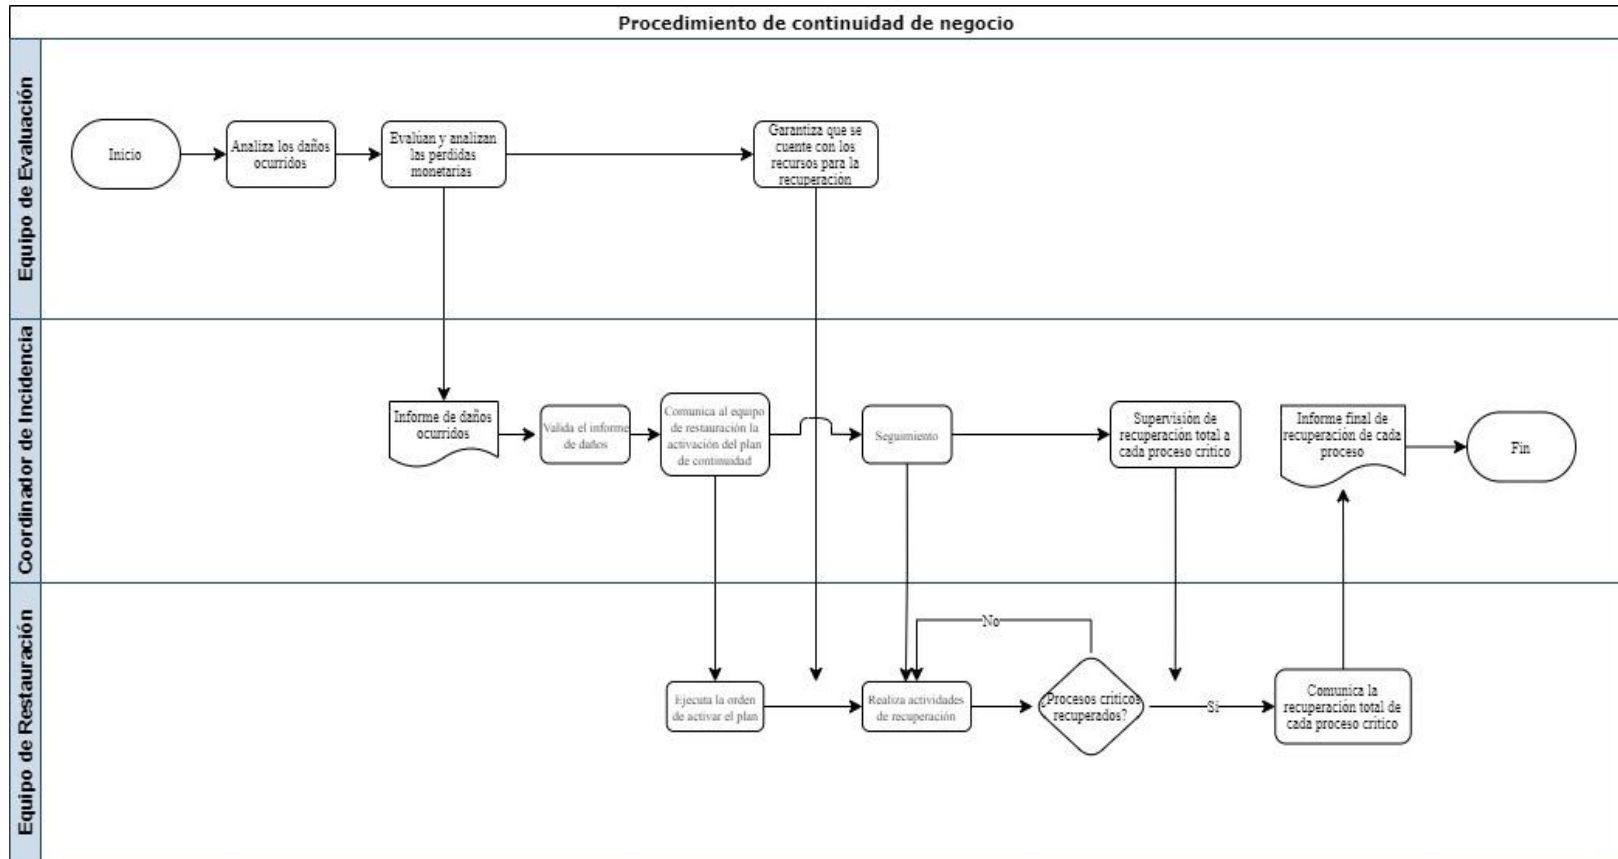 Procedimiento de continuidad de negocio
Equipo de Evaluación
Inicio
Analiza los daños
ocurridos
Evalúan y analizan
las perdidas
monetarias
Garantiza que se
cuente con los
recursos para la
recuperación
Coordinador de Incidencia
Informe de daños
ocurridos
Valida el informe
de daños
Comunica al equipo
de restauración la
activación del plan
de continuidad
Seguimiento
Supervisión de
recuperación total a
cada proceso critico
Informe final de
recuperación de cada
proceso
Fin
Equipo de Restauración
Ejecuta la orden
de activar el plan
Realiza actividades
de recuperación
No
¿Procesos criticos
recuperados?
Si
Comunica la
recuperación total de
cada proceso critico